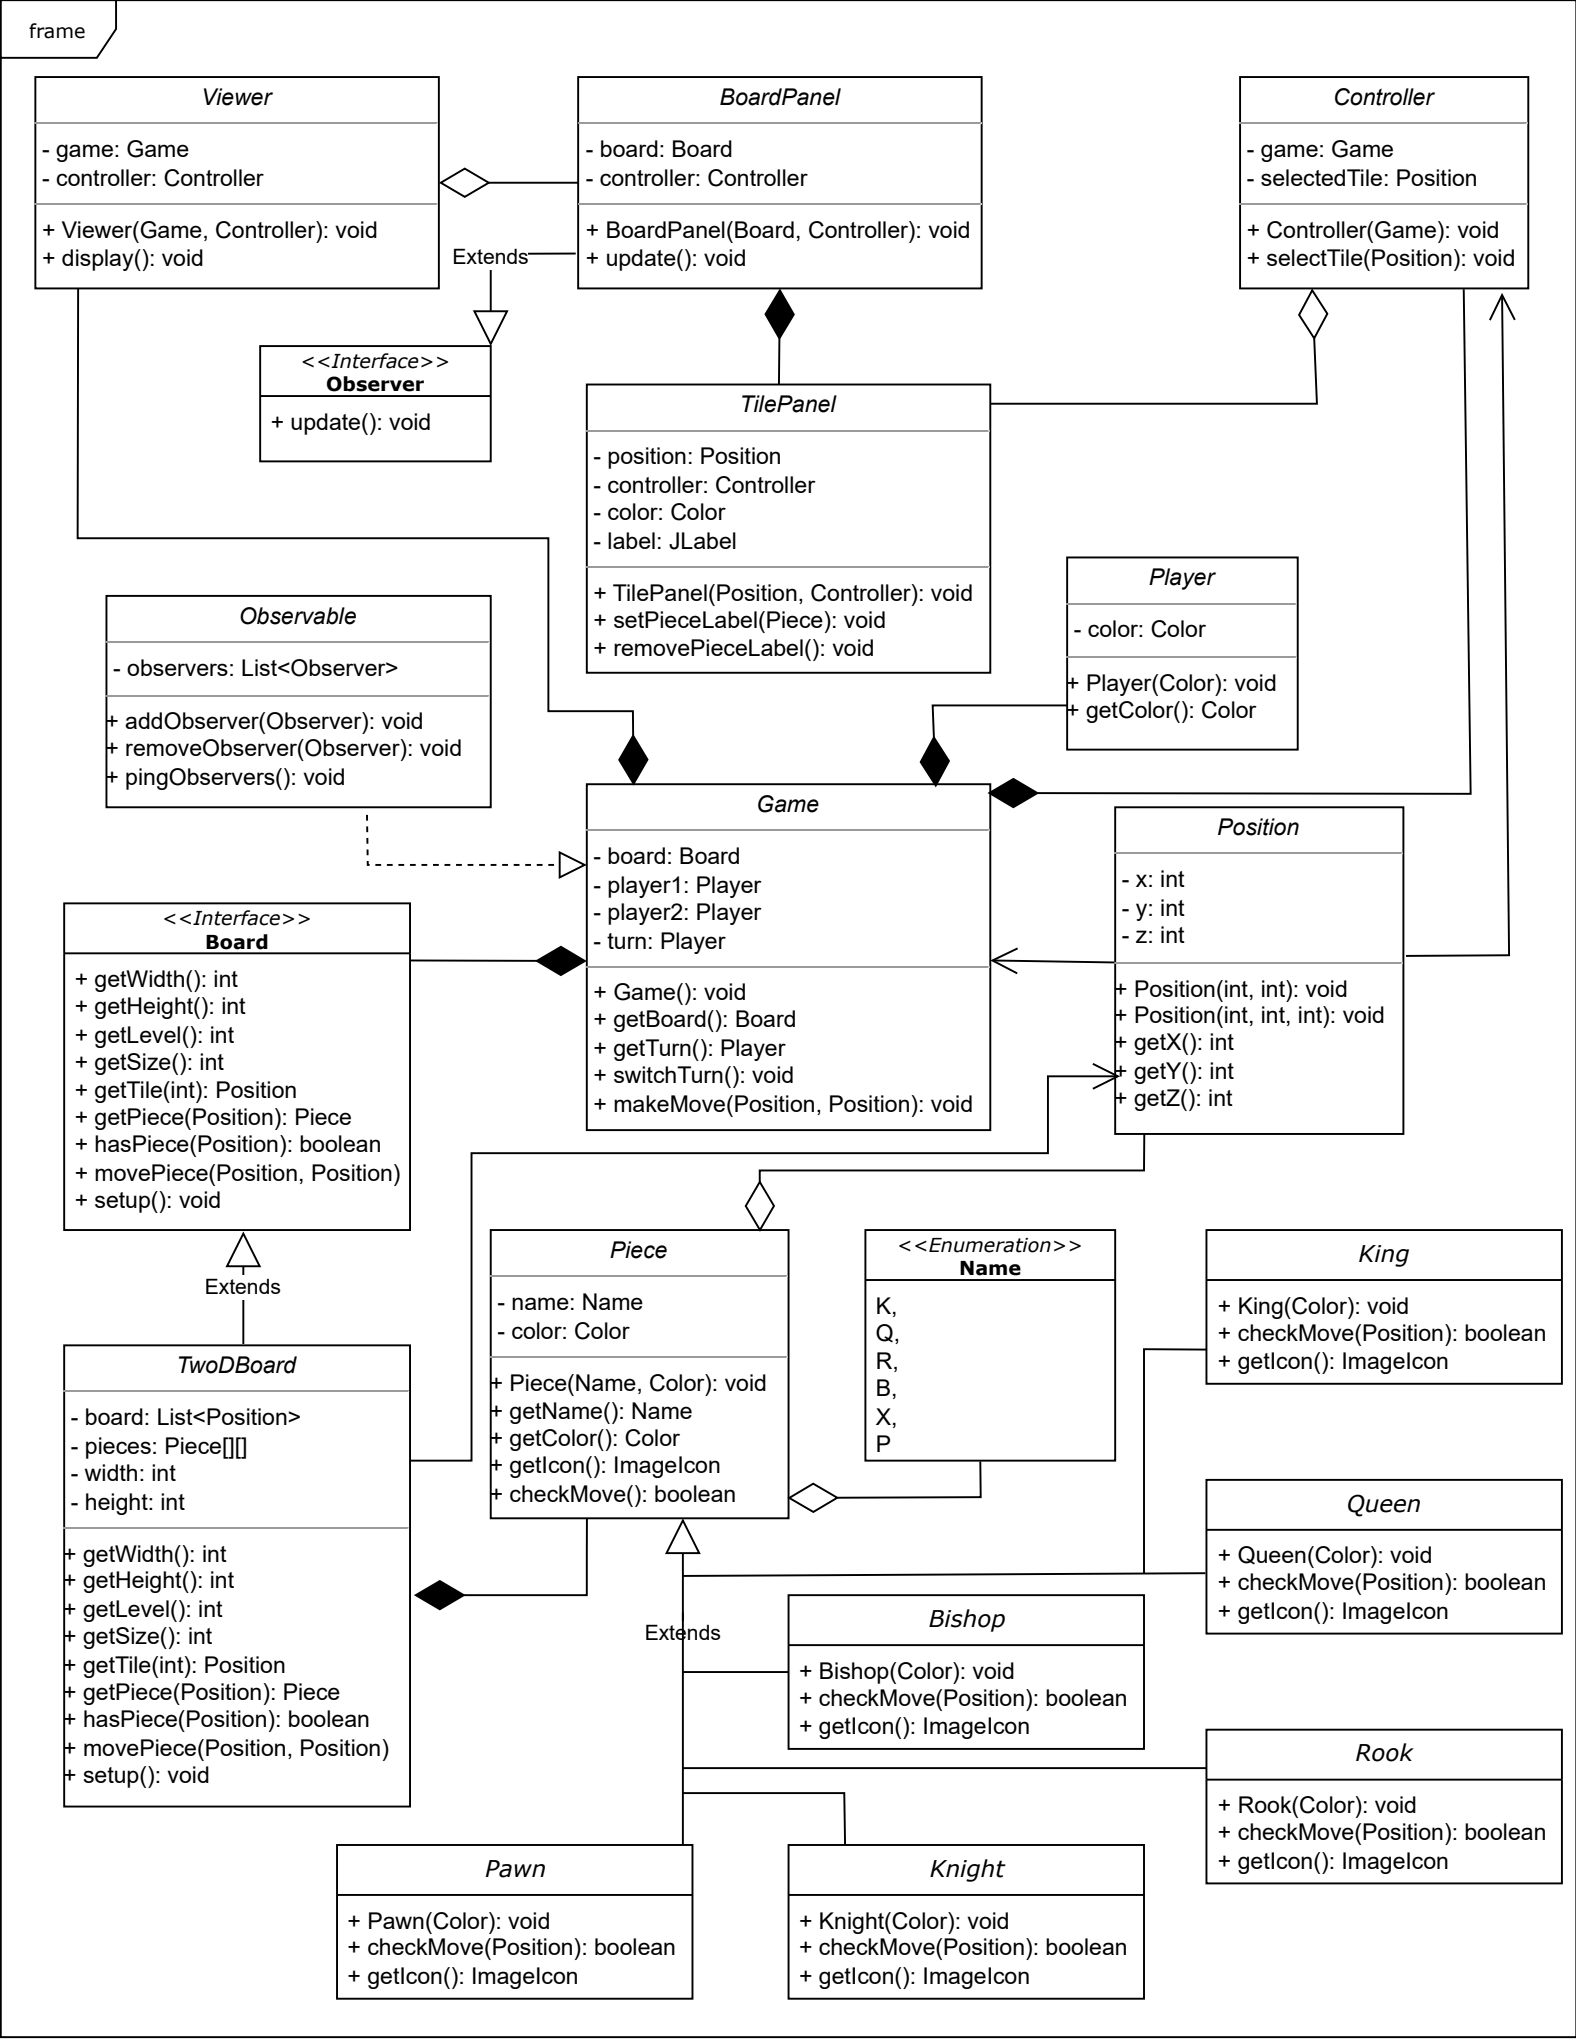 frame
Viewer
- game: Game
- controller: Controller
+ Viewer(Game, Controller): void
+ display(): void
BoardPanel
- board: Board
- controller: Controller
+ BoardPanel(Board, Controller): void
+ update(): void
Controller
- game: Game
- selectedTile: Position
+ Controller(Game): void
+ selectTile(Position): void
Extends
<<Interface>>
Observer
+ update(): void
TilePanel
- position: Position
- controller: Controller
- color: Color
- label: JLabel
+ TilePanel(Position, Controller): void
+ setPieceLabel(Piece): void
+ removePieceLabel(): void
Player
- color: Color
+ Player(Color): void
+ getColor(): Color
Observable
- observers: List<Observer>
+ addObserver(Observer): void
+ removeObserver(Observer): void
+ pingObservers(): void
Game
- board: Board
- player1: Player
- player2: Player
- turn: Player
+ Game(): void
+ getBoard(): Board
+ getTurn(): Player
+ switchTurn(): void
+ makeMove(Position, Position): void
Position
- x: int
- y: int
- z: int
+ Position(int, int): void
+ Position(int, int, int): void
+ getX(): int
+ getY(): int
+ getZ(): int
<<Interface>>
Board
+ getWidth(): int
+ getHeight(): int
+ getLevel(): int
+ getSize(): int
+ getTile(int): Position
+ getPiece(Position): Piece
+ hasPiece(Position): boolean
+ movePiece(Position, Position)
+ setup(): void
Extends
TwoDBoard
- board: List<Position>
- pieces: Piece[][]
- width: int
- height: int
+ getWidth(): int
+ getHeight(): int
+ getLevel(): int
+ getSize(): int
+ getTile(int): Position
+ getPiece(Position): Piece
+ hasPiece(Position): boolean
+ movePiece(Position, Position)
+ setup(): void
Piece
- name: Name
- color: Color
+ Piece(Name, Color): void
+ getName(): Name
+ getColor(): Color
+ getIcon(): ImageIcon
+ checkMove(): boolean
<<Enumeration>>
Name
K,
Q,
R,
B,
X,
P
King
+ King(Color): void
+ checkMove(Position): boolean
+ getIcon(): ImageIcon
Queen
+ Queen(Color): void
+ checkMove(Position): boolean
+ getIcon(): ImageIcon
Extends
Bishop
+ Bishop(Color): void
+ checkMove(Position): boolean
+ getIcon(): ImageIcon
Rook
+ Rook(Color): void
+ checkMove(Position): boolean
+ getIcon(): ImageIcon
Pawn
+ Pawn(Color): void
+ checkMove(Position): boolean
+ getIcon(): ImageIcon
Knight
+ Knight(Color): void
+ checkMove(Position): boolean
+ getIcon(): ImageIcon